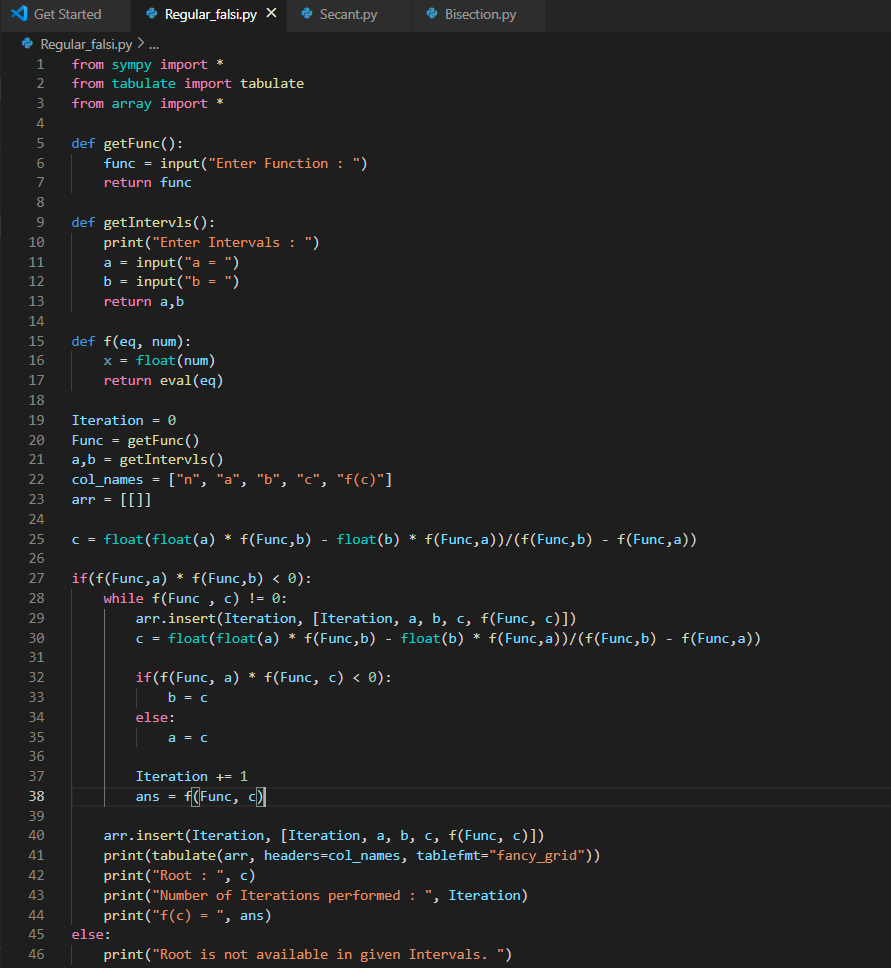 Get Started Regular_falsi.py Secant.py Bisection.py
Regular_falsi.py > ...
1 from sympy import *
2 from tabulate import tabulate
3 from array import *
4
5 def getFunc():
6     func = input("Enter Function : ")
7     return func
8
9 def getIntervls():
10     print("Enter Intervals : ")
11     a = input("a = ")
12     b = input("b = ")
13     return a,b
14
15 def f(eq, num):
16     x = float(num)
17     return eval(eq)
18
19 Iteration = 0
20 Func = getFunc()
21 a,b = getIntervls()
22 col_names = ["n", "a", "b", "c", "f(c)"]
23 arr = [[]]
24
25 c = float(float(a) * f(Func,b) - float(b) * f(Func,a))/(f(Func,b) - f(Func,a))
26
27 if(f(Func,a) * f(Func,b) < 0):
28     while f(Func , c) != 0:
29         arr.insert(Iteration, [Iteration, a, b, c, f(Func, c)])
30         c = float(float(a) * f(Func,b) - float(b) * f(Func,a))/(f(Func,b) - f(Func,a))
31
32         if(f(Func, a) * f(Func, c) < 0):
33             b = c
34         else:
35             a = c
36
37         Iteration += 1
38         ans = f(Func, c)
39
40     arr.insert(Iteration, [Iteration, a, b, c, f(Func, c)])
41     print(tabulate(arr, headers=col_names, tablefmt="fancy_grid"))
42     print("Root : ", c)
43     print("Number of Iterations performed : ", Iteration)
44     print("f(c) = ", ans)
45 else:
46     print("Root is not available in given Intervals. ")